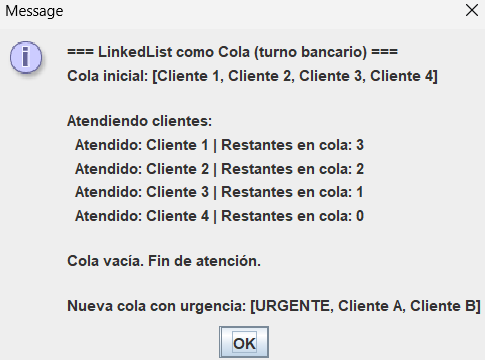 Message
=== LinkedList como Cola (turno bancario) ===
Cola inicial: [Cliente 1, Cliente 2, Cliente 3, Cliente 4]
Atendiendo clientes:
Atendido: Cliente 1 | Restantes en cola: 3
Atendido: Cliente 2 | Restantes en cola: 2
Atendido: Cliente 3 | Restantes en cola: 1
Atendido: Cliente 4 | Restantes en cola: 0
Cola vacía. Fin de atención.
Nueva cola con urgencia: [URGENTE, Cliente A, Cliente B]
OK